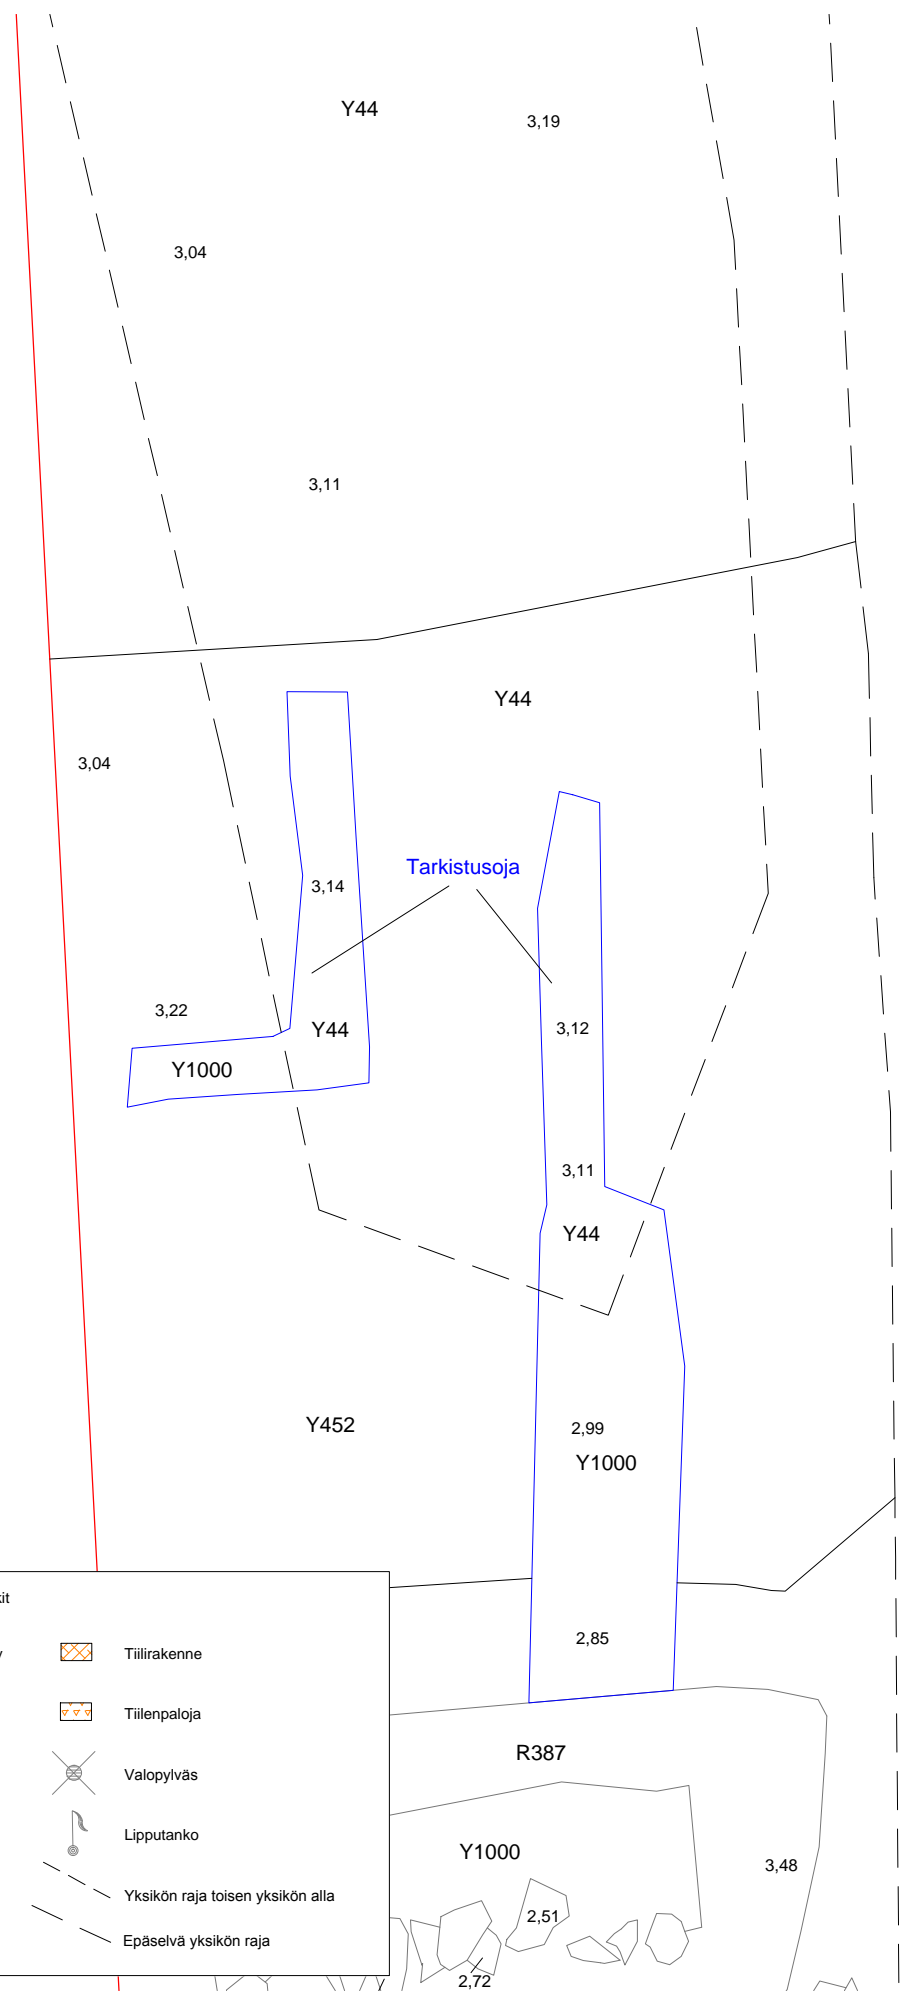 Y44
3,19
3,04
3,11
Y44
3,04
Tarkistusoja
3,14
3,22
Y44
3,12
Y1000
3,11
Y44
Y452
2,99
Y1000
2,85
Tiilirakenne
Tiilenpaloja
Valopylväs
Lipputanko
Yksikön raja toisen yksikön alla
Epäselvä yksikön raja
R387
Y1000
3,48
2,51
2,72